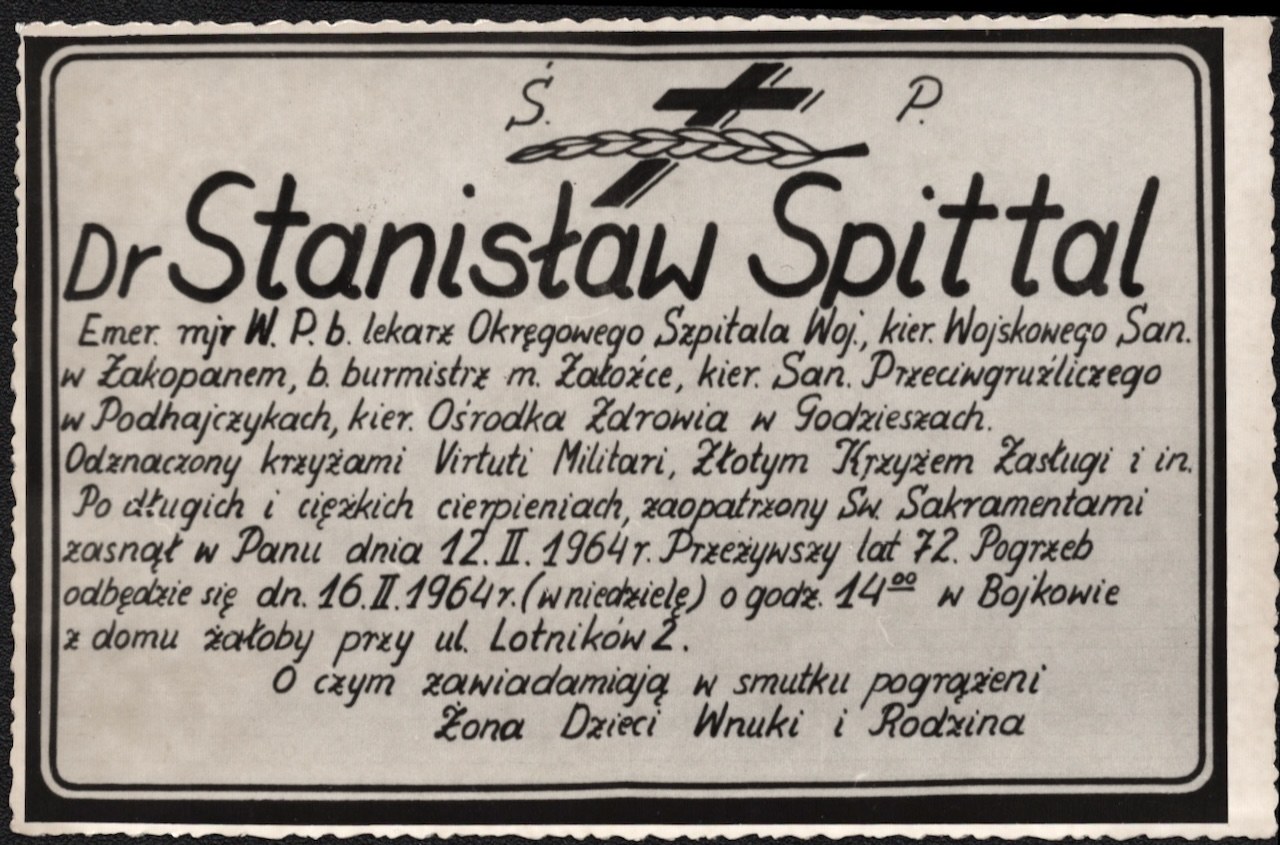 Ś. P.
Dr Stanisław Spittal
Emer. mjr W. P. b. lekarz Okręgowego Szpitala Woj., kier. Wojskowego San.
w Zakopanem, b. burmistrz m. Załoźce, kier. San. Przeciwgruźliczego
w Podhajczykach, kier. Ośrodka Zdrowia w Godzieszach.
Odznaczony krzyżami Virtuti Militari, Złotym Krzyżem Zasługi i in.
Po długich i ciężkich cierpieniach, zaopatrzony Św. Sakramentami
zasnął w Panu dnia 12. II. 1964 r. Przeżywszy lat 72. Pogrzeb
odbędzie się dn. 16. II. 1964 r. (w niedzielę) o godz. 14⁰⁰ w Bojkowie
z domu żałoby przy ul. Lotników 2.
O czym zawiadamiają w smutku pogrążeni
Żona Dzieci Wnuki i Rodzina